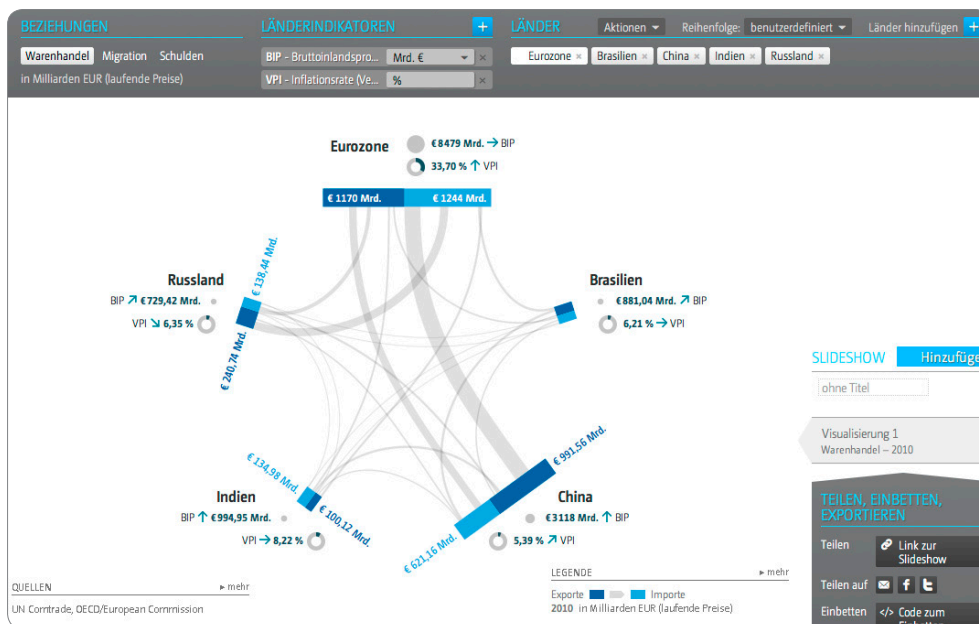 BEZIEHUNGEN
Warenhandel Migration Schulden
in Milliarden EUR (laufende Preise)
LÄNDERINDIKATOREN +
BIP - Bruttoinlandspro... Mrd. € ×
VPI - Inflationsrate (Ve... % ×
LÄNDER Aktionen Reihenfolge: benutzerdefiniert Länder hinzufügen +
Eurozone × Brasilien × China × Indien × Russland ×
Eurozone
€ 8479 Mrd. → BIP
33,70 % ↑ VPI
€ 1170 Mrd. € 1244 Mrd.
Russland
BIP ↗ € 729,42 Mrd.
VPI ↘ 6,35 %
€ 138,44 Mrd.
€ 240,74 Mrd.
Brasilien
€ 881,04 Mrd. ↗ BIP
6,21 % → VPI
Indien
BIP ↑ € 994,95 Mrd.
VPI → 8,22 %
€ 134,98 Mrd.
€ 100,12 Mrd.
China
€ 3118 Mrd. ↑ BIP
5,39 % ↗ VPI
€ 991,56 Mrd.
€ 621,16 Mrd.
SLIDESHOW
ohne Titel
Visualisierung 1
Warenhandel – 2010
TEILEN, EINBETTEN,
EXPORTIEREN
Teilen Link zur
Slideshow
Teilen auf
Einbetten </> Code zum
QUELLEN ▸ mehr
UN Comtrade, OECD/European Commission
LEGENDE ▸ mehr
Exporte Importe
2010 in Milliarden EUR (laufende Preise)